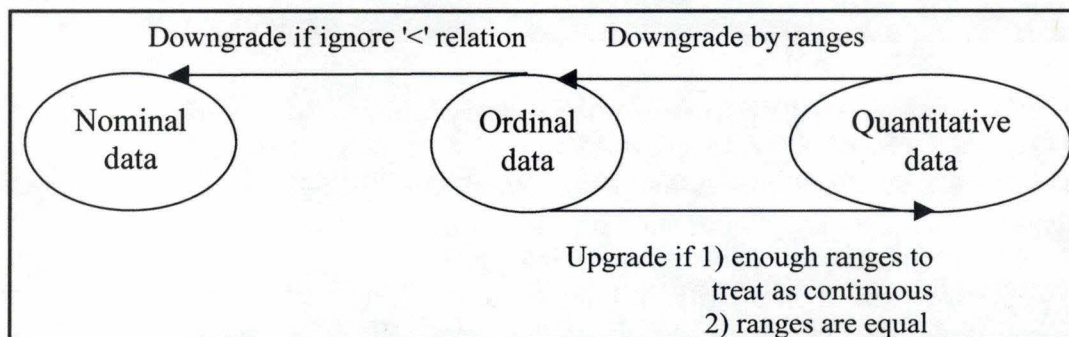 Downgrade if ignore '<' relation
Downgrade by ranges
Nominal
data
Ordinal
data
Quantitative
data
Upgrade if 1) enough ranges to
treat as continuous
2) ranges are equal